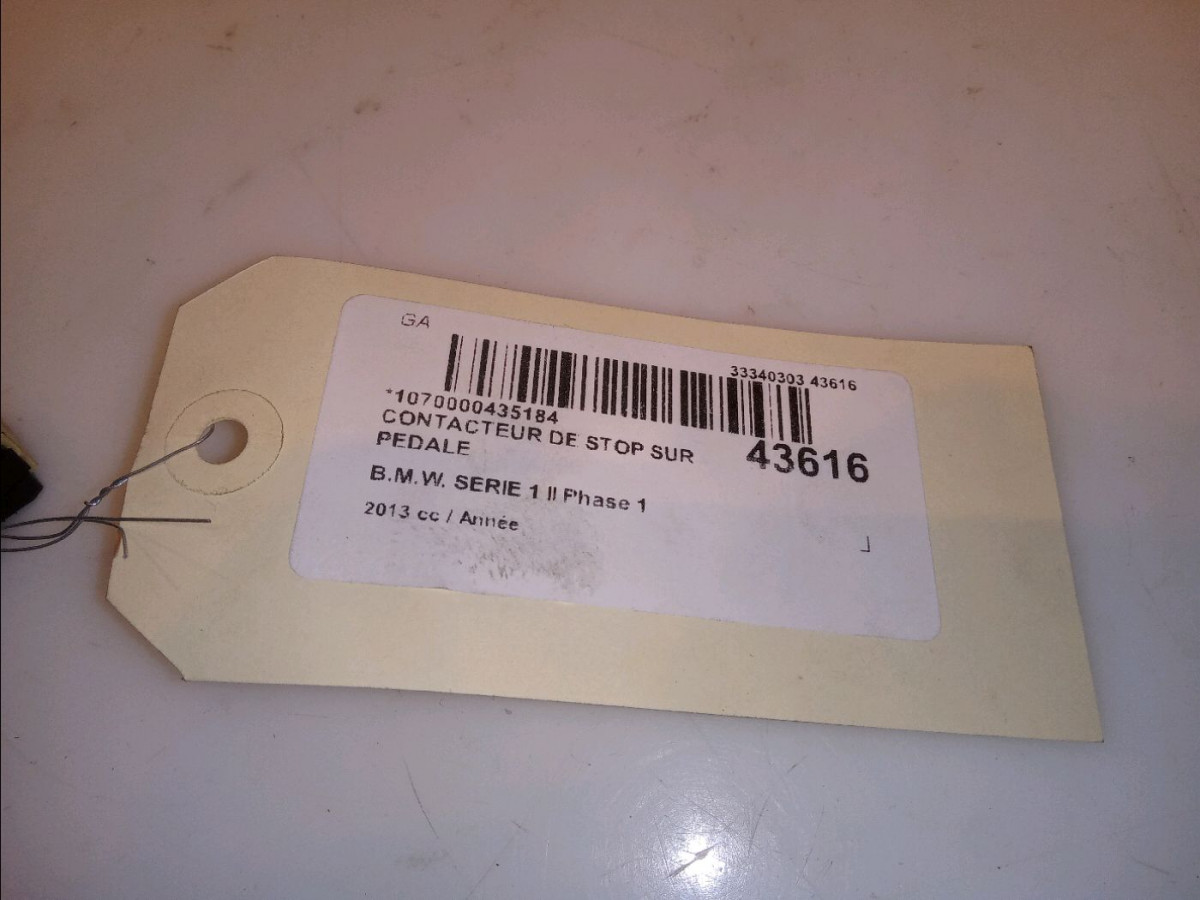 GA
33340303 43616
*1070000435184
CONTACTEUR DE STOP SUR
PEDALE
43616
B.M.W. SERIE 1 II Phase 1
2013 cc / Année